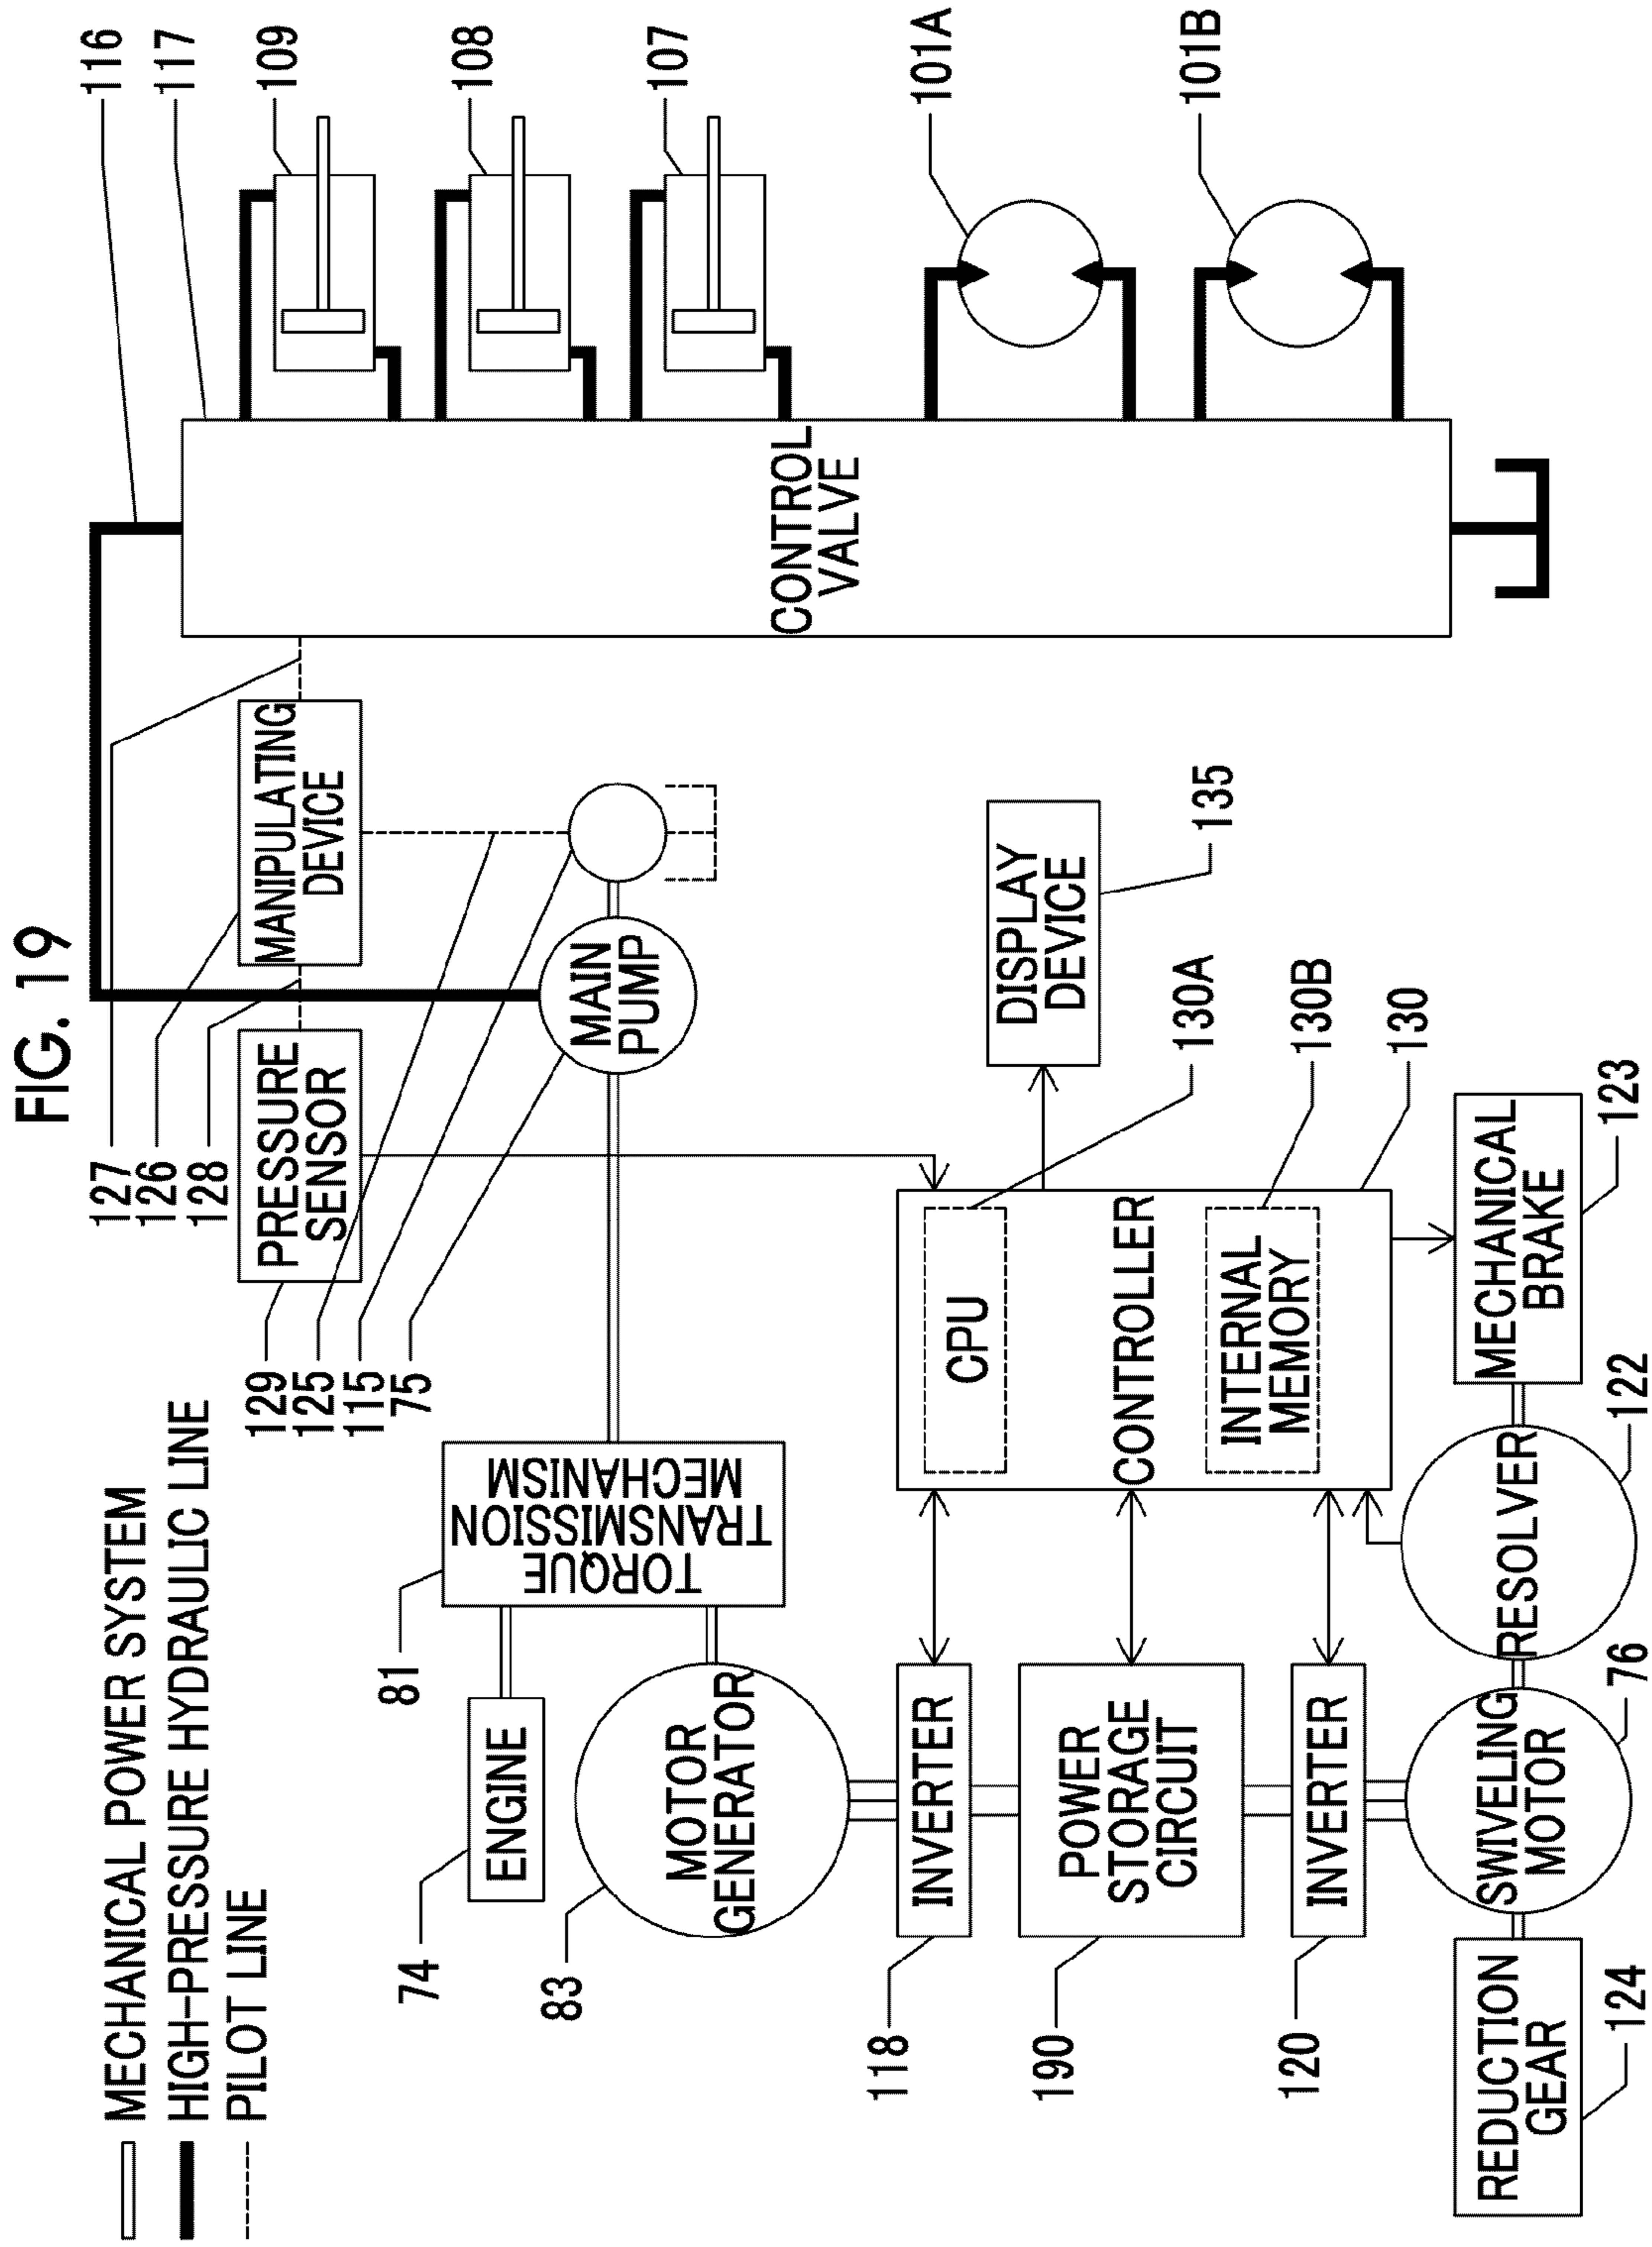 FIG. 19
MECHANICAL POWER SYSTEM
HIGH-PRESSURE HYDRAULIC LINE
PILOT LINE
127
126
128
129
125
115
75
116
117
109
108
107
101A
101B
PRESSURE
SENSOR
MANIPULATING
DEVICE
MAIN
PUMP
CONTROL
VALVE
81
TORQUE
TRANSMISSION
MECHANISM
74
ENGINE
83
MOTOR
GENERATOR
118
INVERTER
190
POWER
STORAGE
CIRCUIT
120
INVERTER
CPU
CONTROLLER
INTERNAL
MEMORY
130A
130B
130
DISPLAY
DEVICE
135
REDUCTION
GEAR
124
SWIVELING
MOTOR
76
RESOLVER
122
MECHANICAL
BRAKE
123